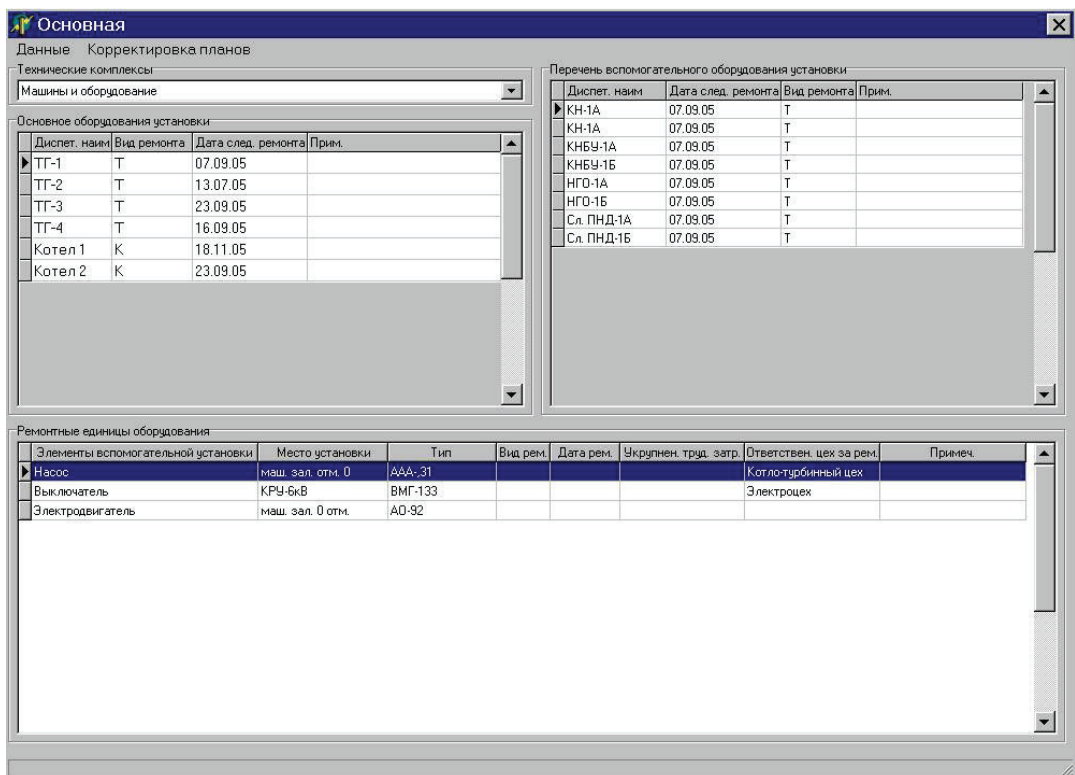 Основная
Данные Корректировка планов
Технические комплексы
Машины и оборудование
Основное оборудования установки
Диспет. наим Вид ремонта Дата след. ремонта Прим.
ТГ-1 Т 07.09.05
ТГ-2 Т 13.07.05
ТГ-3 Т 23.09.05
ТГ-4 Т 16.09.05
Котел 1 К 18.11.05
Котел 2 К 23.09.05
Перечень вспомогательного оборудования установки
Диспет. наим Дата след. ремонта Вид ремонта Прим.
КН-1А 07.09.05 Т
КН-1А 07.09.05 Т
КНБУ-1А 07.09.05 Т
КНБУ-1Б 07.09.05 Т
НГО-1А 07.09.05 Т
НГО-1Б 07.09.05 Т
Сл. ПНД-1А 07.09.05 Т
Сл. ПНД-1Б 07.09.05 Т
Ремонтные единицы оборудования
Элементы вспомогательной установки Место установки Тип Вид рем. Дата рем. Укрупнен. труд. затр. Ответствен. цех за рем. Примеч.
Насос маш. зал. отм. 0 ААА-,31 Котло-турбинный цех
Выключатель КРУ-6кВ ВМГ-133 Электроцех
Электродвигатель маш. зал. 0 отм. АО-92